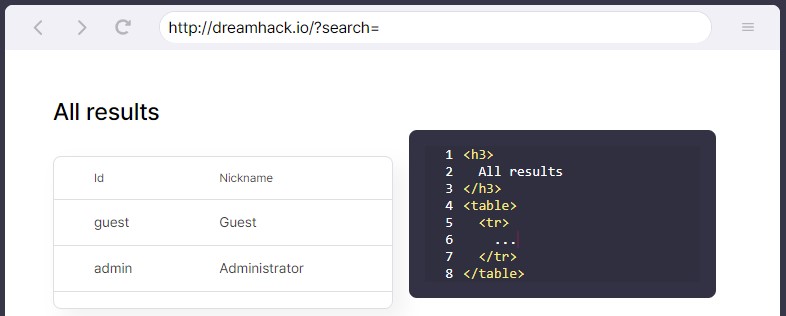 http://dreamhack.io/?search=
All results
Id Nickname
guest Guest
admin Administrator
1 <h3>
2 All results
3 </h3>
4 <table>
5 <tr>
6 ...
7 </tr>
8 </table>